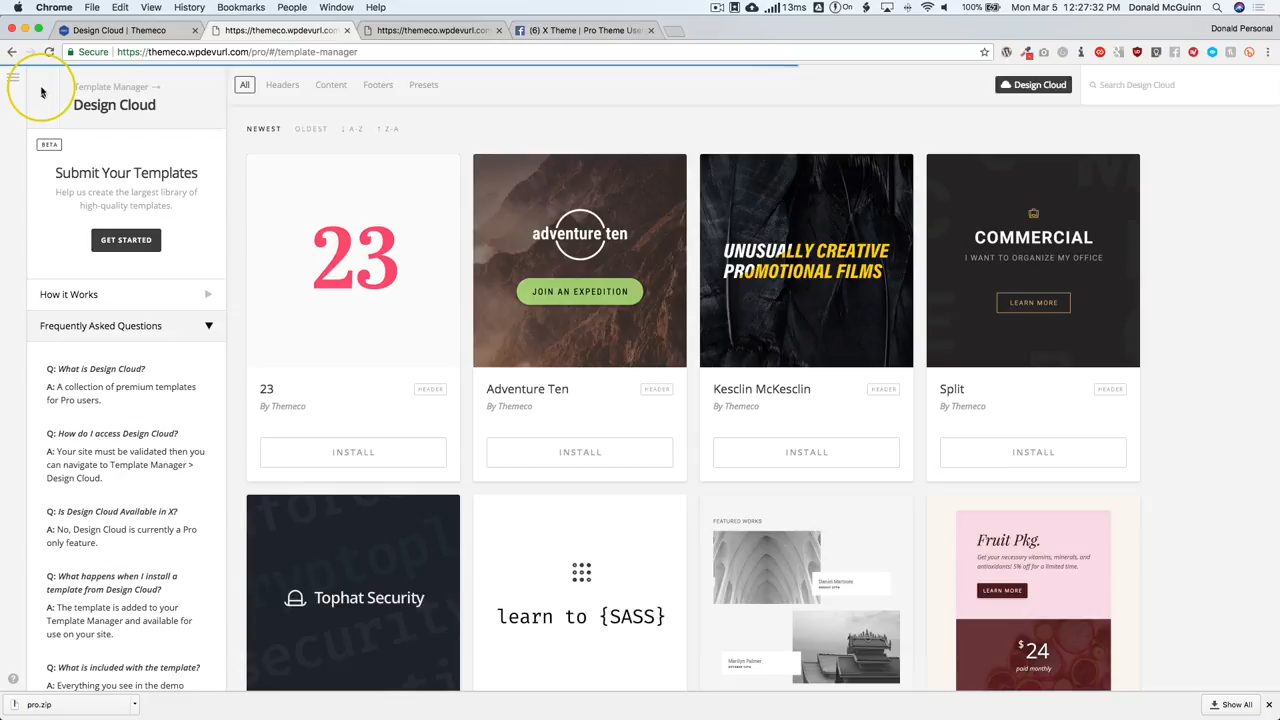 Chrome File Edit View History Bookmarks People Window Help
13ms 100% Mon Mar 5 12:27:32 PM Donald McGuinn
Design Cloud | Themeco
https://themeco.wpdevurl.com/
https://themeco.wpdevurl.com/
(6) X Theme | Pro Theme Use
Donald Personal
Secure https://themeco.wpdevurl.com/pro/#/template-manager
Template Manager →
Design Cloud
All Headers Content Footers Presets
Design Cloud
Search Design Cloud
NEWEST OLDEST ↓ A-Z ↑ Z-A
BETA
Submit Your Templates
Help us create the largest library of
high-quality templates.
GET STARTED
How it Works
Frequently Asked Questions
Q: What is Design Cloud?
A: A collection of premium templates
for Pro users.
Q: How do I access Design Cloud?
A: Your site must be validated then you
can navigate to Template Manager >
Design Cloud.
Q: Is Design Cloud Available in X?
A: No, Design Cloud is currently a Pro
only feature.
Q: What happens when I install a
template from Design Cloud?
A: The template is added to your
Template Manager and available for
use on your site.
Q: What is included with the template?
A: Everything you see in the demo
23
23
HEADER
By Themeco
INSTALL
adventure ten
JOIN AN EXPEDITION
Adventure Ten
HEADER
By Themeco
INSTALL
UNUSUALLY CREATIVE
PROMOTIONAL FILMS
Kesclin McKesclin
HEADER
By Themeco
INSTALL
COMMERCIAL
I WANT TO ORGANIZE MY OFFICE
LEARN MORE
Split
HEADER
By Themeco
INSTALL
Tophat Security
learn to {SASS}
FEATURED WORKS
Marilyn Palmer
Fruit Pkg.
Get your necessary vitamins, minerals, and
antioxidants! 5% off for a limited time.
LEARN MORE
$24
paid monthly
pro.zip
Show All